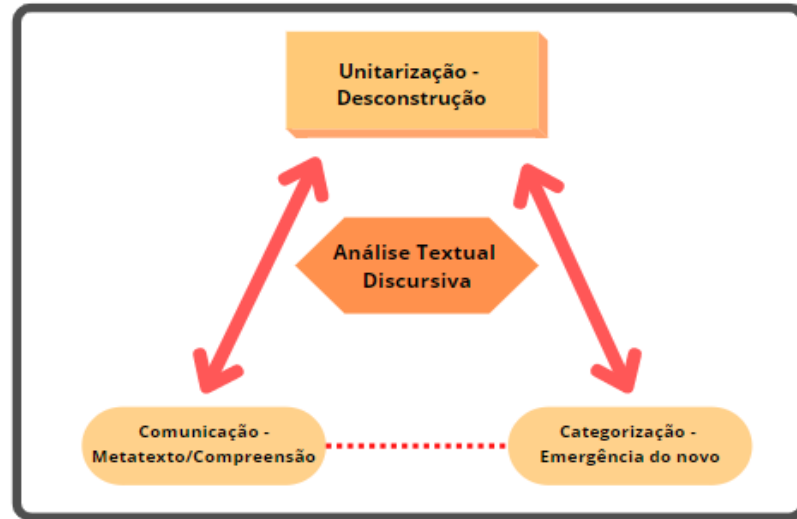 Unitarização -
Desconstrução
Análise Textual
Discursiva
Comunicação -
Metatexto/Compreensão
Categorização -
Emergência do novo